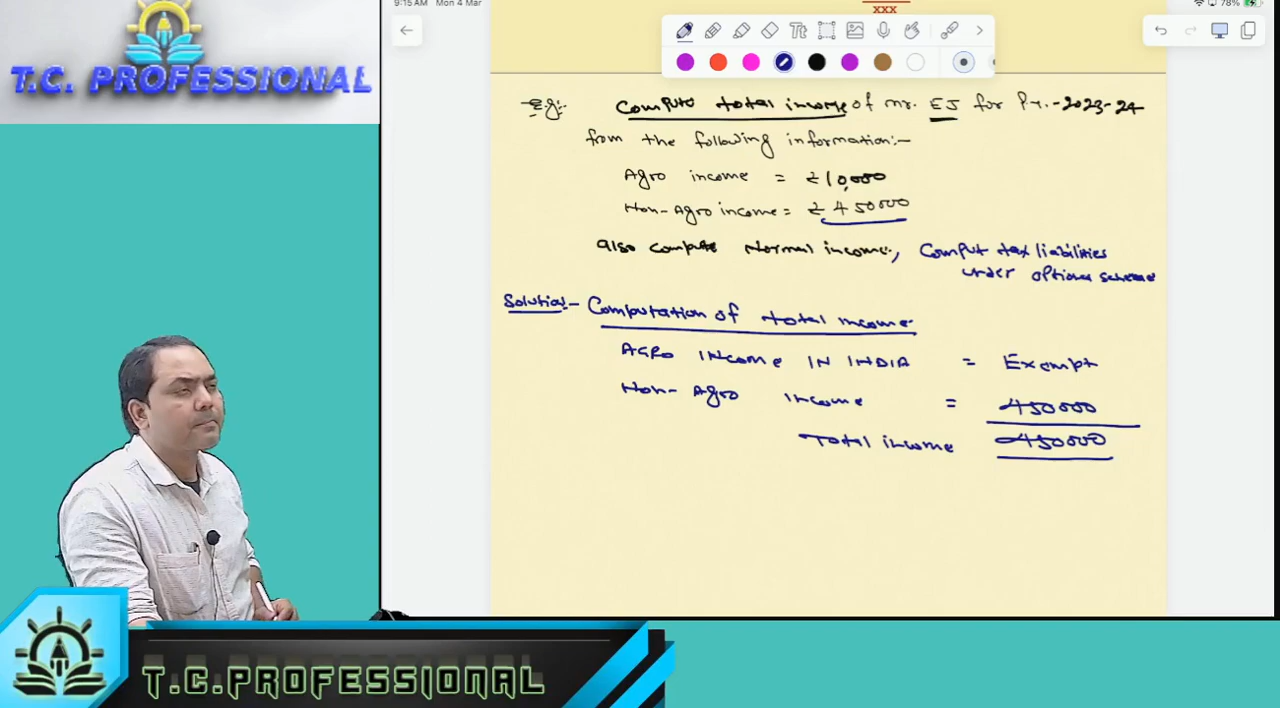 9:15 AM Mon 4 Mar
xxx
78%
T.C. PROFESSIONAL
Tt
Eg:- Compute total income of mr. EJ for P.Y.-2023-24
from the following information:-
Agro income = ₹10,000
Non-Agro income = ₹450000
also compute Normal income, Comput tax liabilities
under optional scheme
Solution:- Computation of total income
AGRO INCOME IN INDIA = Exempt
Non-Agro Income = 450000
Total income 450000
T.C.PROFESSIONAL